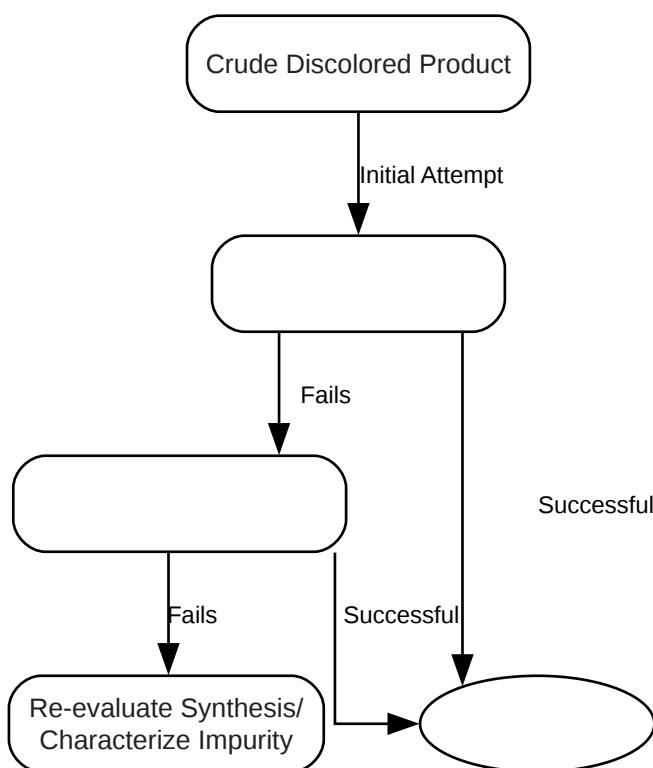 Crude Discolored Product
Initial Attempt
Fails
Successful
Fails
Successful
Re-evaluate Synthesis/
Characterize Impurity